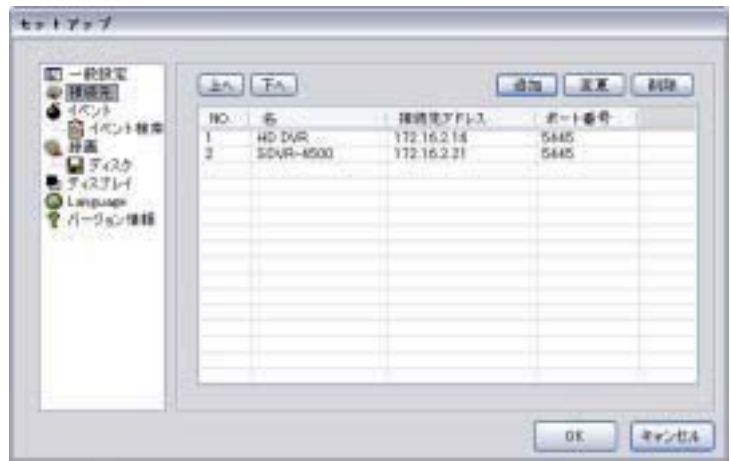 セットアップ
一般設定
接続先
イベント
イベント検索
録画
ディスク
ディスプレイ
Language
バージョン情報
上へ 下へ 追加 変更 削除
NO. 名 接続先アドレス ポート番号
1 HD DVR 172.16.2.16 5445
2 SDVR-4500 172.16.2.21 5445
OK キャンセル